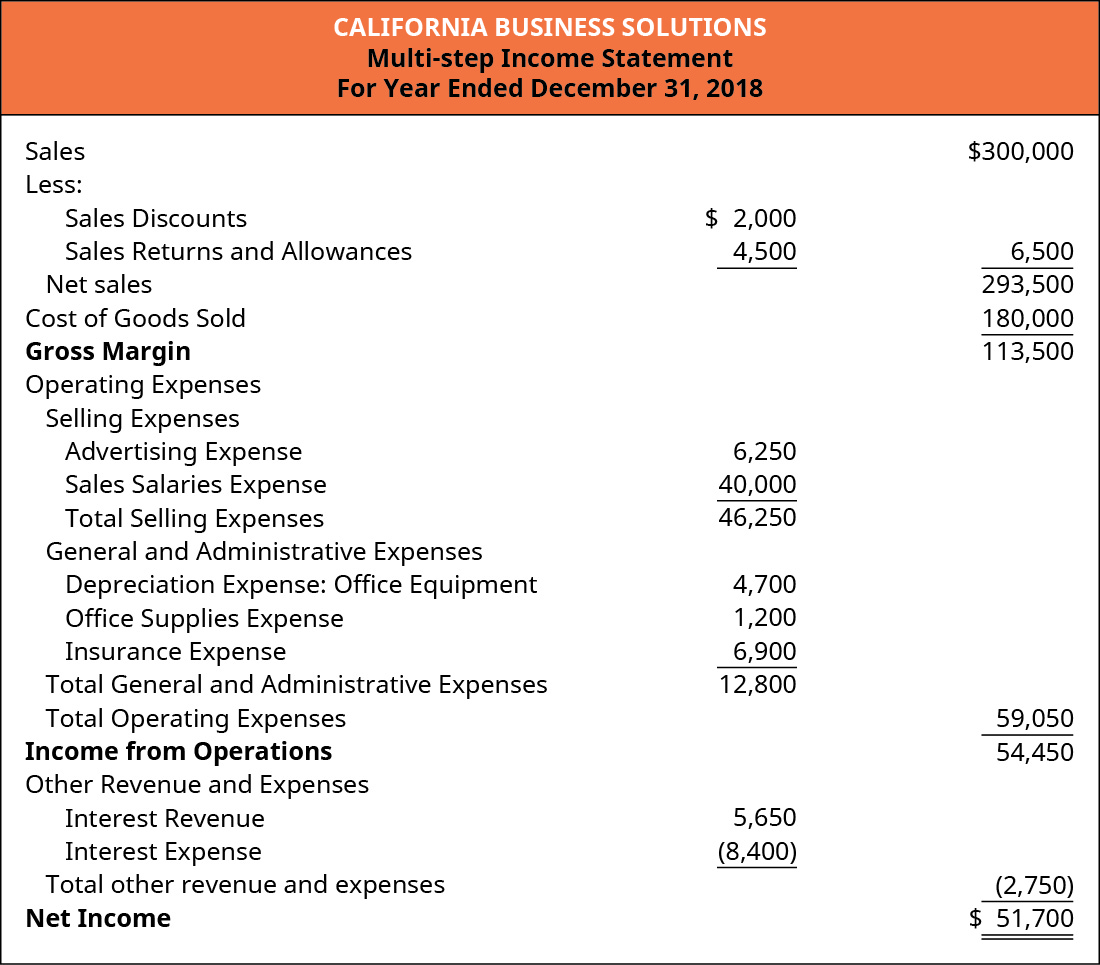 CALIFORNIA BUSINESS SOLUTIONS
Multi-step Income Statement
For Year Ended December 31, 2018
Sales $300,000
Less:
Sales Discounts $ 2,000
Sales Returns and Allowances 4,500 6,500
Net sales 293,500
Cost of Goods Sold 180,000
Gross Margin 113,500
Operating Expenses
Selling Expenses
Advertising Expense 6,250
Sales Salaries Expense 40,000
Total Selling Expenses 46,250
General and Administrative Expenses
Depreciation Expense: Office Equipment 4,700
Office Supplies Expense 1,200
Insurance Expense 6,900
Total General and Administrative Expenses 12,800
Total Operating Expenses 59,050
Income from Operations 54,450
Other Revenue and Expenses
Interest Revenue 5,650
Interest Expense (8,400)
Total other revenue and expenses (2,750)
Net Income $ 51,700